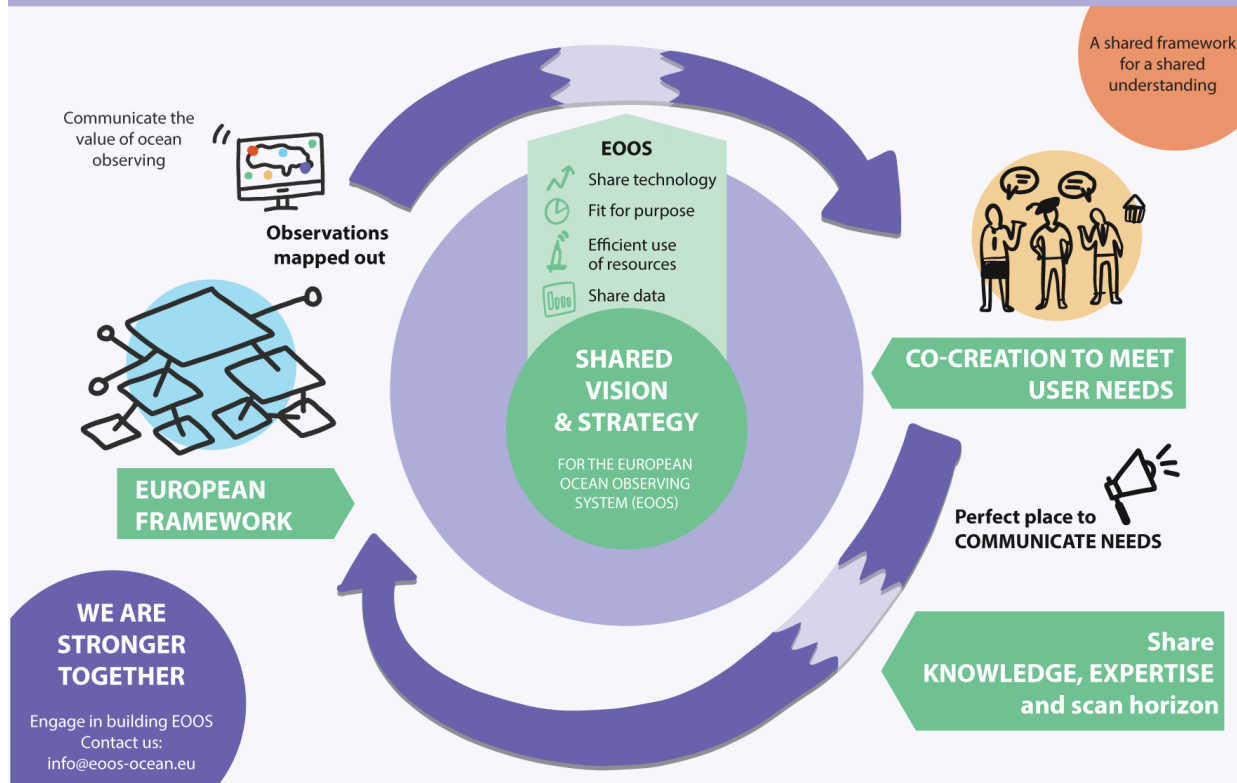 A shared framework
for a shared
understanding
Communicate the
value of ocean
observing
Observations
mapped out
EOOS
Share technology
Fit for purpose
Efficient use
of resources
Share data
SHARED
VISION
& STRATEGY
FOR THE EUROPEAN
OCEAN OBSERVING
SYSTEM (EOOS)
CO-CREATION TO MEET
USER NEEDS
EUROPEAN
FRAMEWORK
Perfect place to
COMMUNICATE NEEDS
Share
KNOWLEDGE, EXPERTISE
and scan horizon
WE ARE
STRONGER
TOGETHER
Engage in building EOOS
Contact us:
info@eoos-ocean.eu